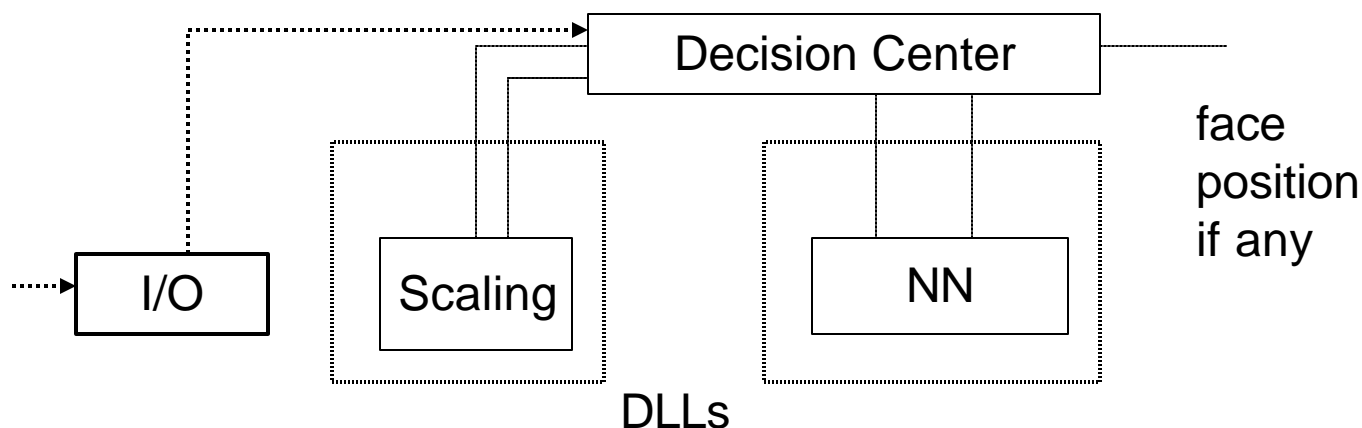 Decision Center
face
position
if any
I/O
Scaling
NN
DLLs